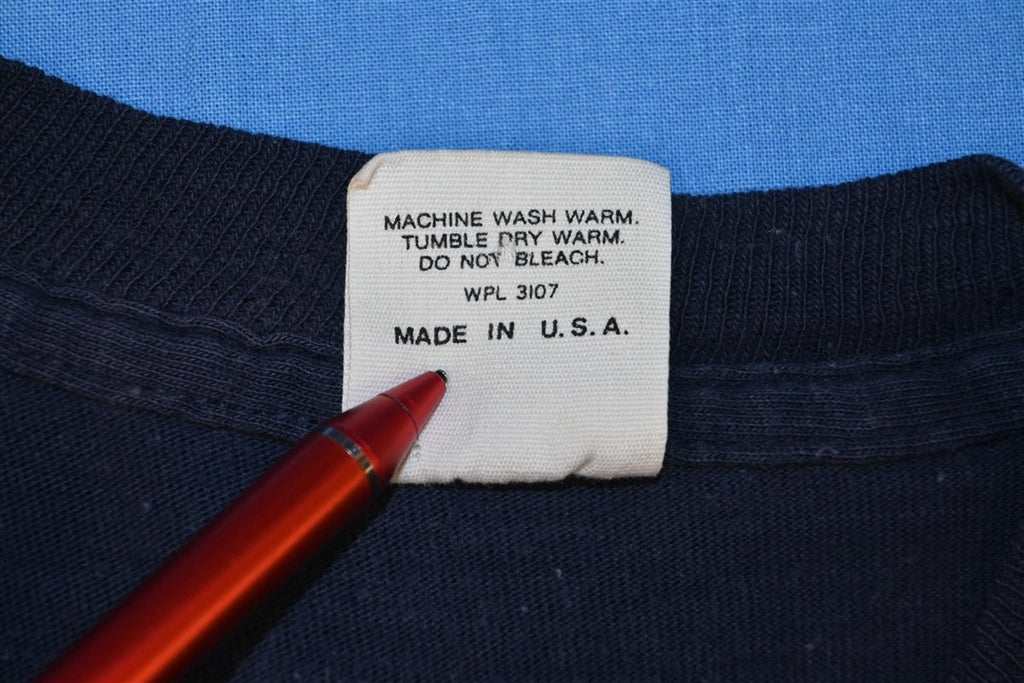 MACHINE WASH WARM.
TUMBLE DRY WARM.
DO NOT BLEACH.
WPL 3107
MADE IN U.S.A.